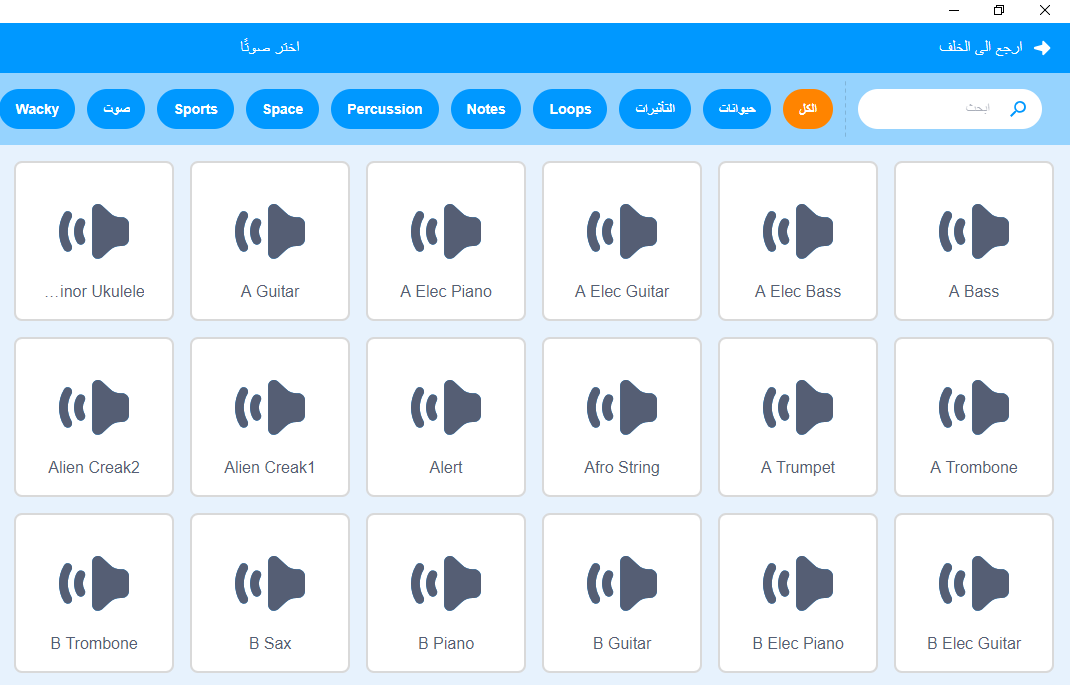 ارجع الى الخلف
اختر صوتًا
ابحث
الكل
حيوانات
التأثيرات
Loops
Notes
Percussion
Space
Sports
صوت
Wacky
A Bass
A Elec Bass
A Elec Guitar
A Elec Piano
A Guitar
...inor Ukulele
A Trombone
A Trumpet
Afro String
Alert
Alien Creak1
Alien Creak2
B Elec Guitar
B Elec Piano
B Guitar
B Piano
B Sax
B Trombone